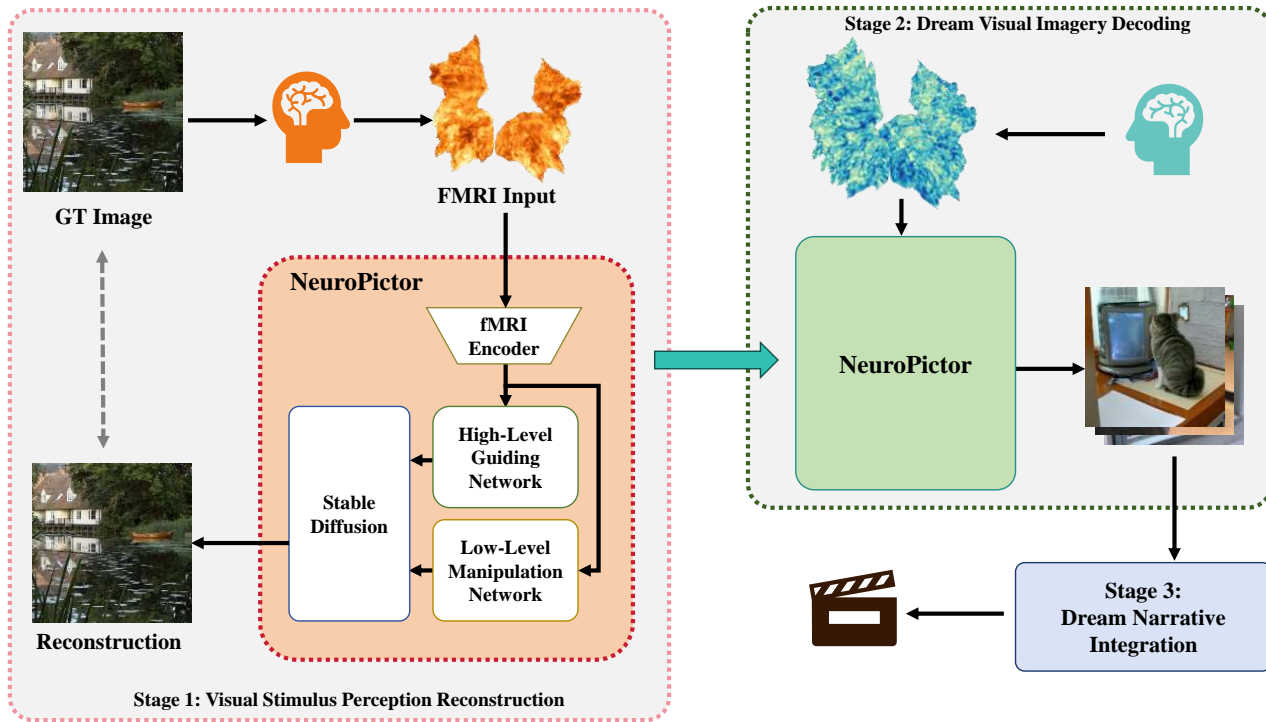 GT Image
FMRI Input
NeuroPictor
fMRI
Encoder
High-Level
Guiding
Network
Stable
Diffusion
Low-Level
Manipulation
Network
Reconstruction
Stage 1: Visual Stimulus Perception Reconstruction
Stage 2: Dream Visual Imagery Decoding
NeuroPictor
Stage 3:
Dream Narrative
Integration